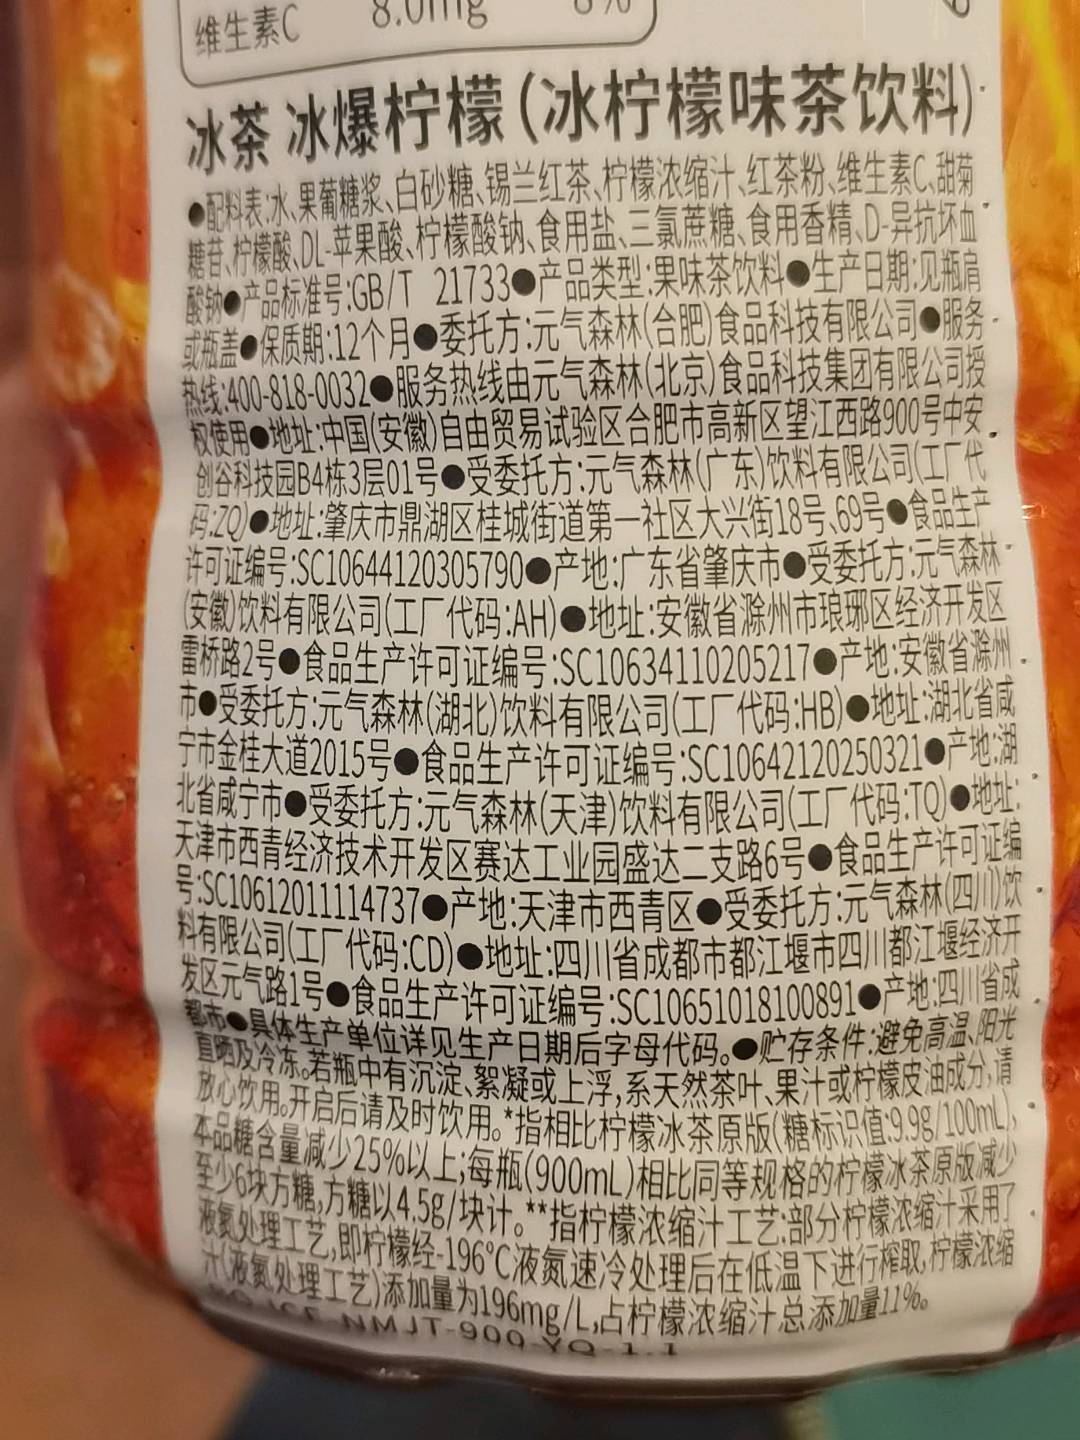 维生素C 8.0mg 8%
冰茶 冰爆柠檬(冰柠檬味茶饮料)
●配料表:水、果葡糖浆、白砂糖、锡兰红茶、柠檬浓缩汁、红茶粉、维生素C、甜菊
糖苷、柠檬酸、DL-苹果酸、柠檬酸钠、食用盐、三氯蔗糖、食用香精、D-异抗坏血
酸钠●产品标准号:GB/T 21733●产品类型:果味茶饮料●生产日期:见瓶肩
或瓶盖●保质期:12个月●委托方:元气森林(合肥)食品科技有限公司●服务
热线:400-818-0032●服务热线由元气森林(北京)食品科技集团有限公司授
权使用●地址:中国(安徽)自由贸易试验区合肥市高新区望江西路900号中安
创谷科技园B4栋3层01号●受委托方:元气森林(广东)饮料有限公司(工厂代
码:ZQ)●地址:肇庆市鼎湖区桂城街道第一社区大兴街18号、69号●食品生产
许可证编号:SC10644120305790●产地:广东省肇庆市●受委托方:元气森林
(安徽)饮料有限公司(工厂代码:AH)●地址:安徽省滁州市琅琊区经济开发区
雷桥路2号●食品生产许可证编号:SC10634110205217●产地:安徽省滁州
市●受委托方:元气森林(湖北)饮料有限公司(工厂代码:HB)●地址:湖北省咸
宁市金桂大道2015号●食品生产许可证编号:SC10642120250321●产地:湖
北省咸宁市●受委托方:元气森林(天津)饮料有限公司(工厂代码:TQ)●地址:
天津市西青经济技术开发区赛达工业园盛达二支路6号●食品生产许可证编
号:SC10612011114737●产地:天津市西青区●受委托方:元气森林(四川)饮
料有限公司(工厂代码:CD)●地址:四川省成都市都江堰市四川都江堰经济开
发区元气路1号●食品生产许可证编号:SC10651018100891●产地:四川省成
都市●具体生产单位详见生产日期后字母代码。●贮存条件:避免高温、阳光
直晒及冷冻。若瓶中有沉淀、絮凝或上浮,系天然茶叶、果汁或柠檬皮油成分,请
放心饮用。开启后请及时饮用。*指相比柠檬冰茶原版(糖标识值:9.9g/100mL),
本品糖含量减少25%以上;每瓶(900mL)相比同等规格的柠檬冰茶原版减少
至少6块方糖,方糖以4.5g/块计。**指柠檬浓缩汁工艺:部分柠檬浓缩汁采用了
液氮处理工艺,即柠檬经-196℃液氮速冷处理后在低温下进行榨取,柠檬浓缩
汁(液氮处理工艺)添加量为196mg/L,占柠檬浓缩汁总添加量11%。
NMJT-900-YQ-1.1